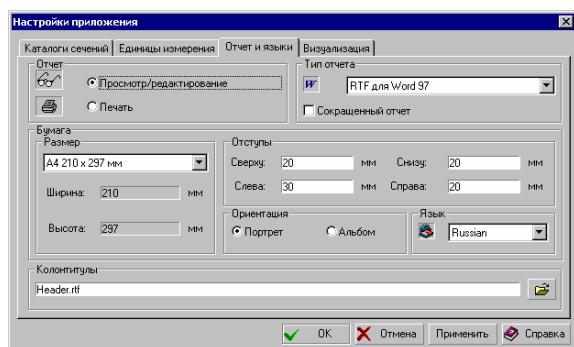 Настройки приложения
Каталоги сечений Единицы измерения Отчет и языки Визуализация
Отчет
Просмотр/редактирование
Печать
Тип отчета
W RTF для Word 97
Сокращенный отчет
Бумага
Размер
A4 210 x 297 мм
Ширина: 210 мм
Высота: 297 мм
Отступы
Сверху: 20 мм Снизу: 20 мм
Слева: 30 мм Справа: 20 мм
Ориентация
Портрет Альбом
Язык
Russian
Колонтитулы
Header.rtf
OK Отмена Применить Справка